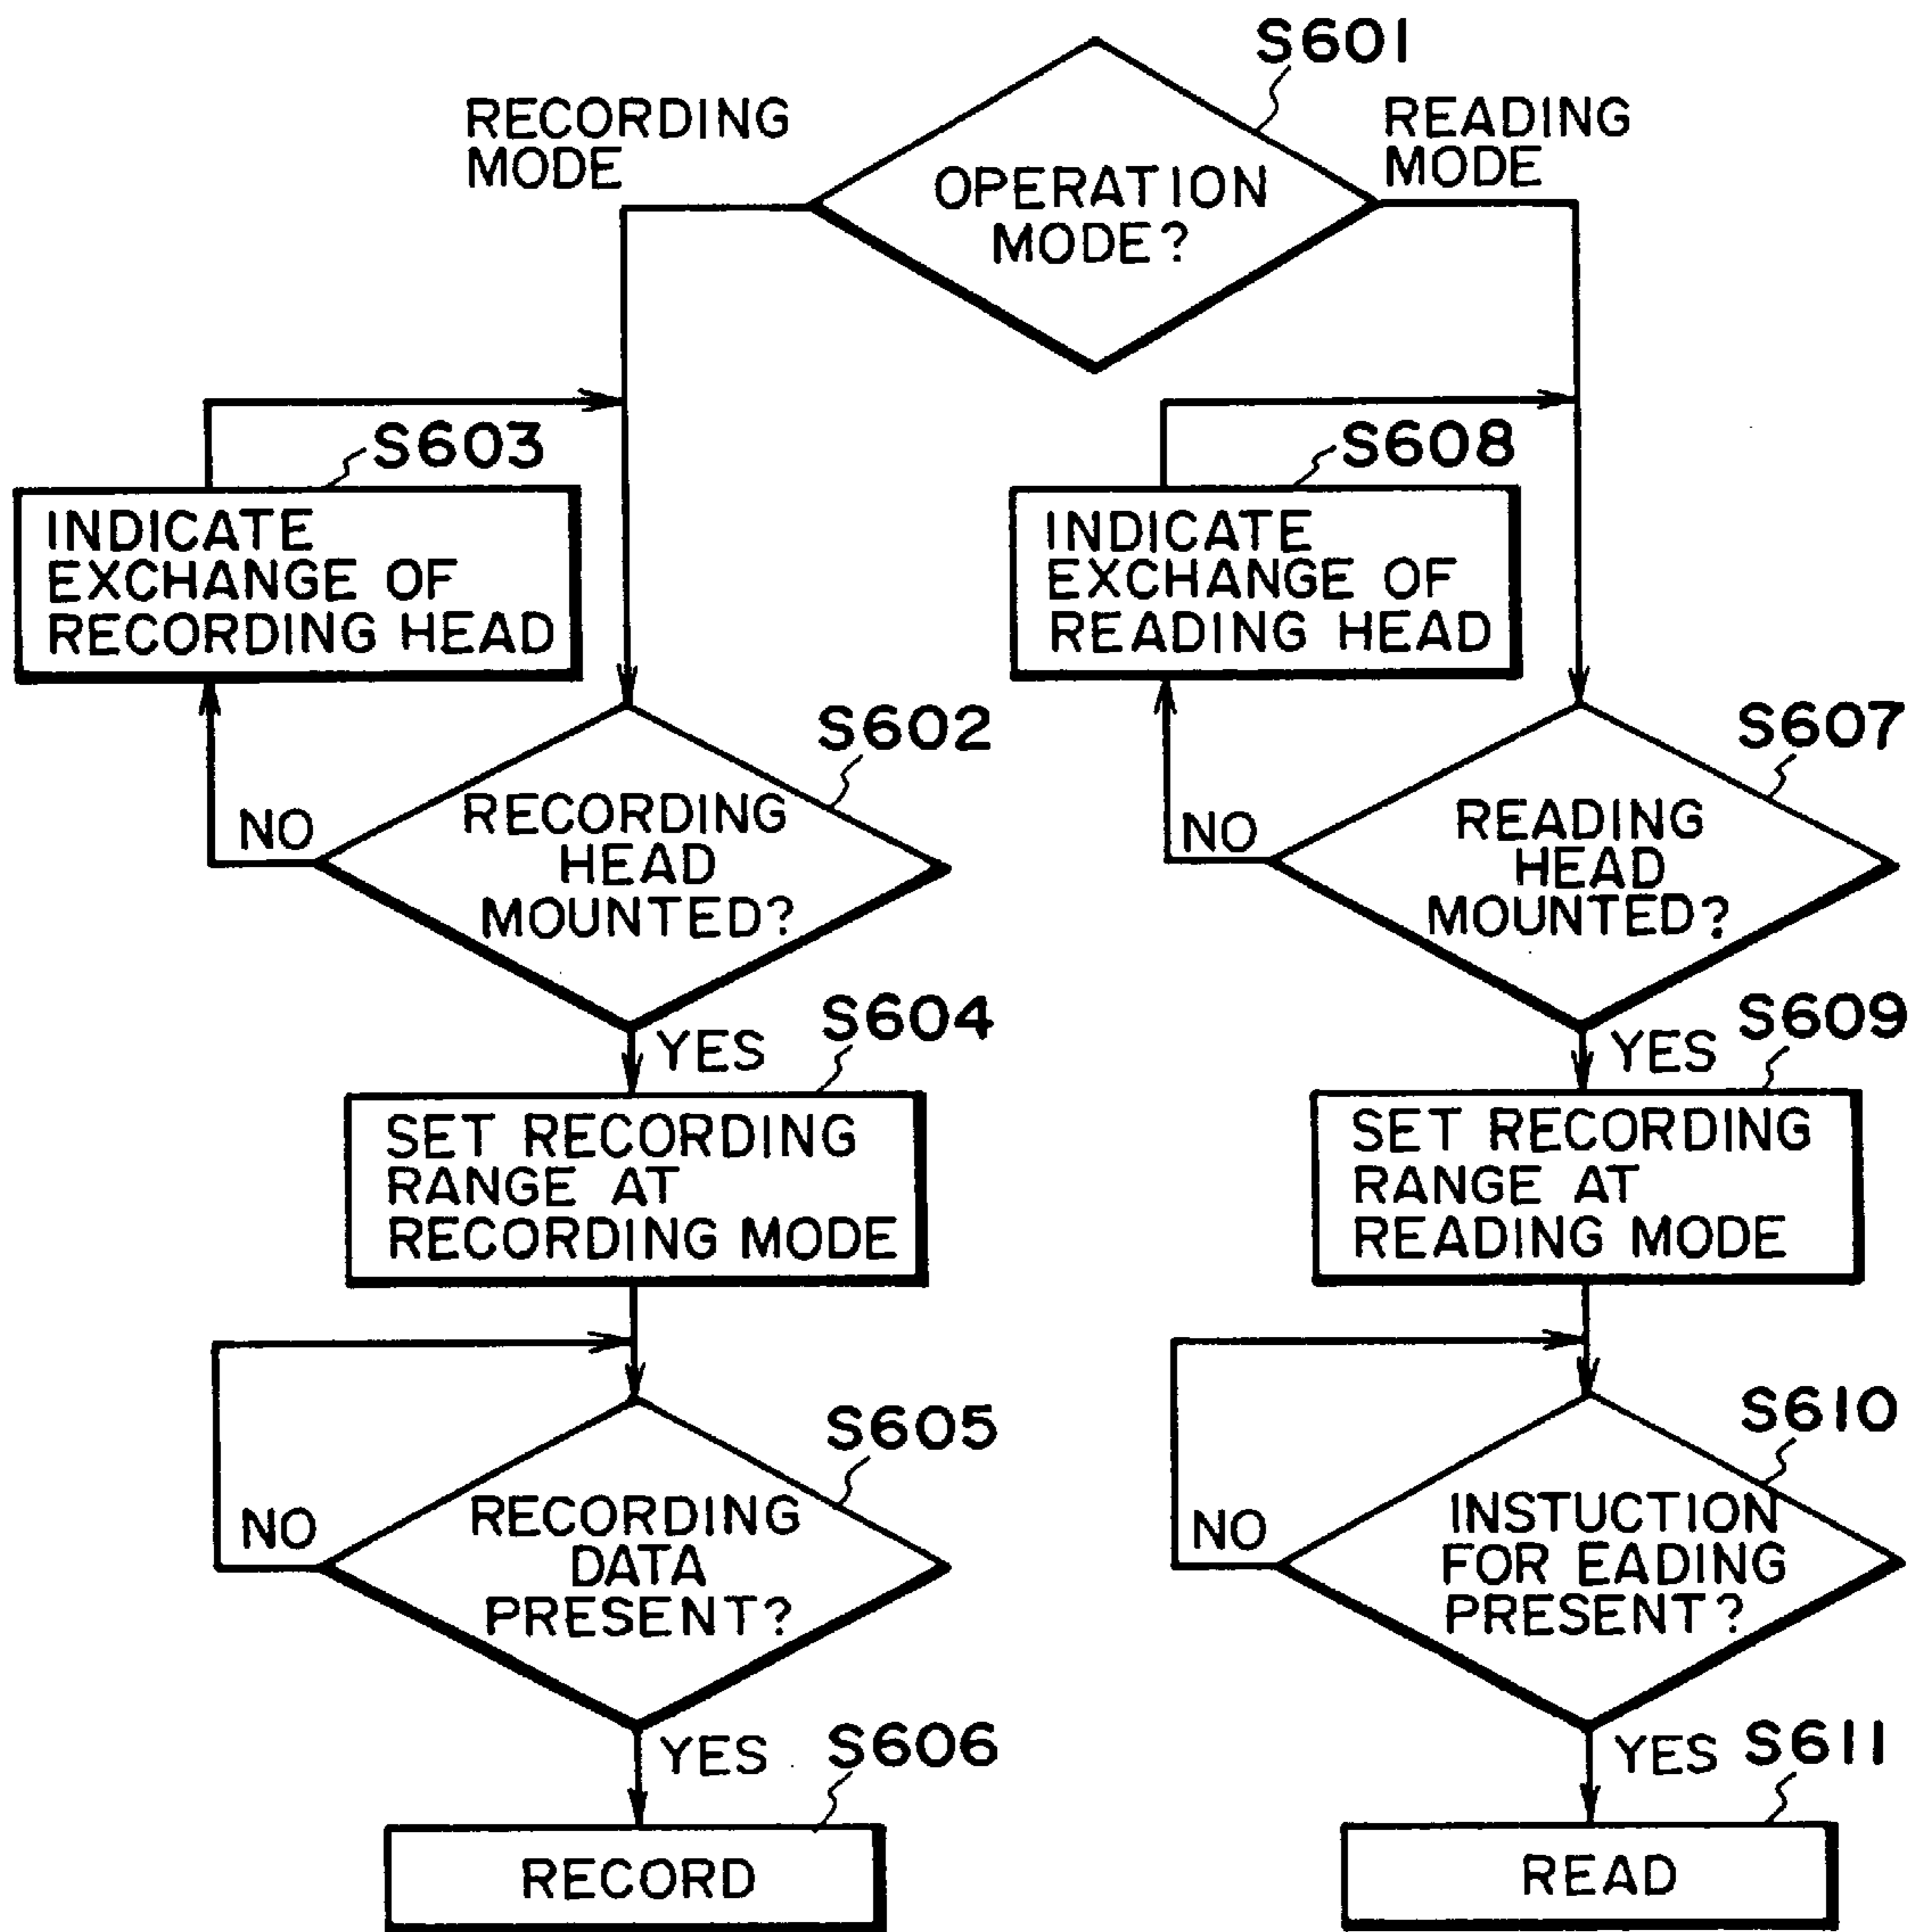 S601
RECORDING
MODE
READING
MODE
OPERATION
MODE?
S603
INDICATE
EXCHANGE OF
RECORDING HEAD
S608
INDICATE
EXCHANGE OF
READING HEAD
S602
NO
RECORDING
HEAD
MOUNTED?
S607
NO
READING
HEAD
MOUNTED?
YES
S604
SET RECORDING
RANGE AT
RECORDING MODE
YES
S609
SET RECORDING
RANGE AT
READING MODE
S605
NO
RECORDING
DATA
PRESENT?
S610
NO
INSTUCTION
FOR EADING
PRESENT?
YES
S606
RECORD
YES
S611
READ